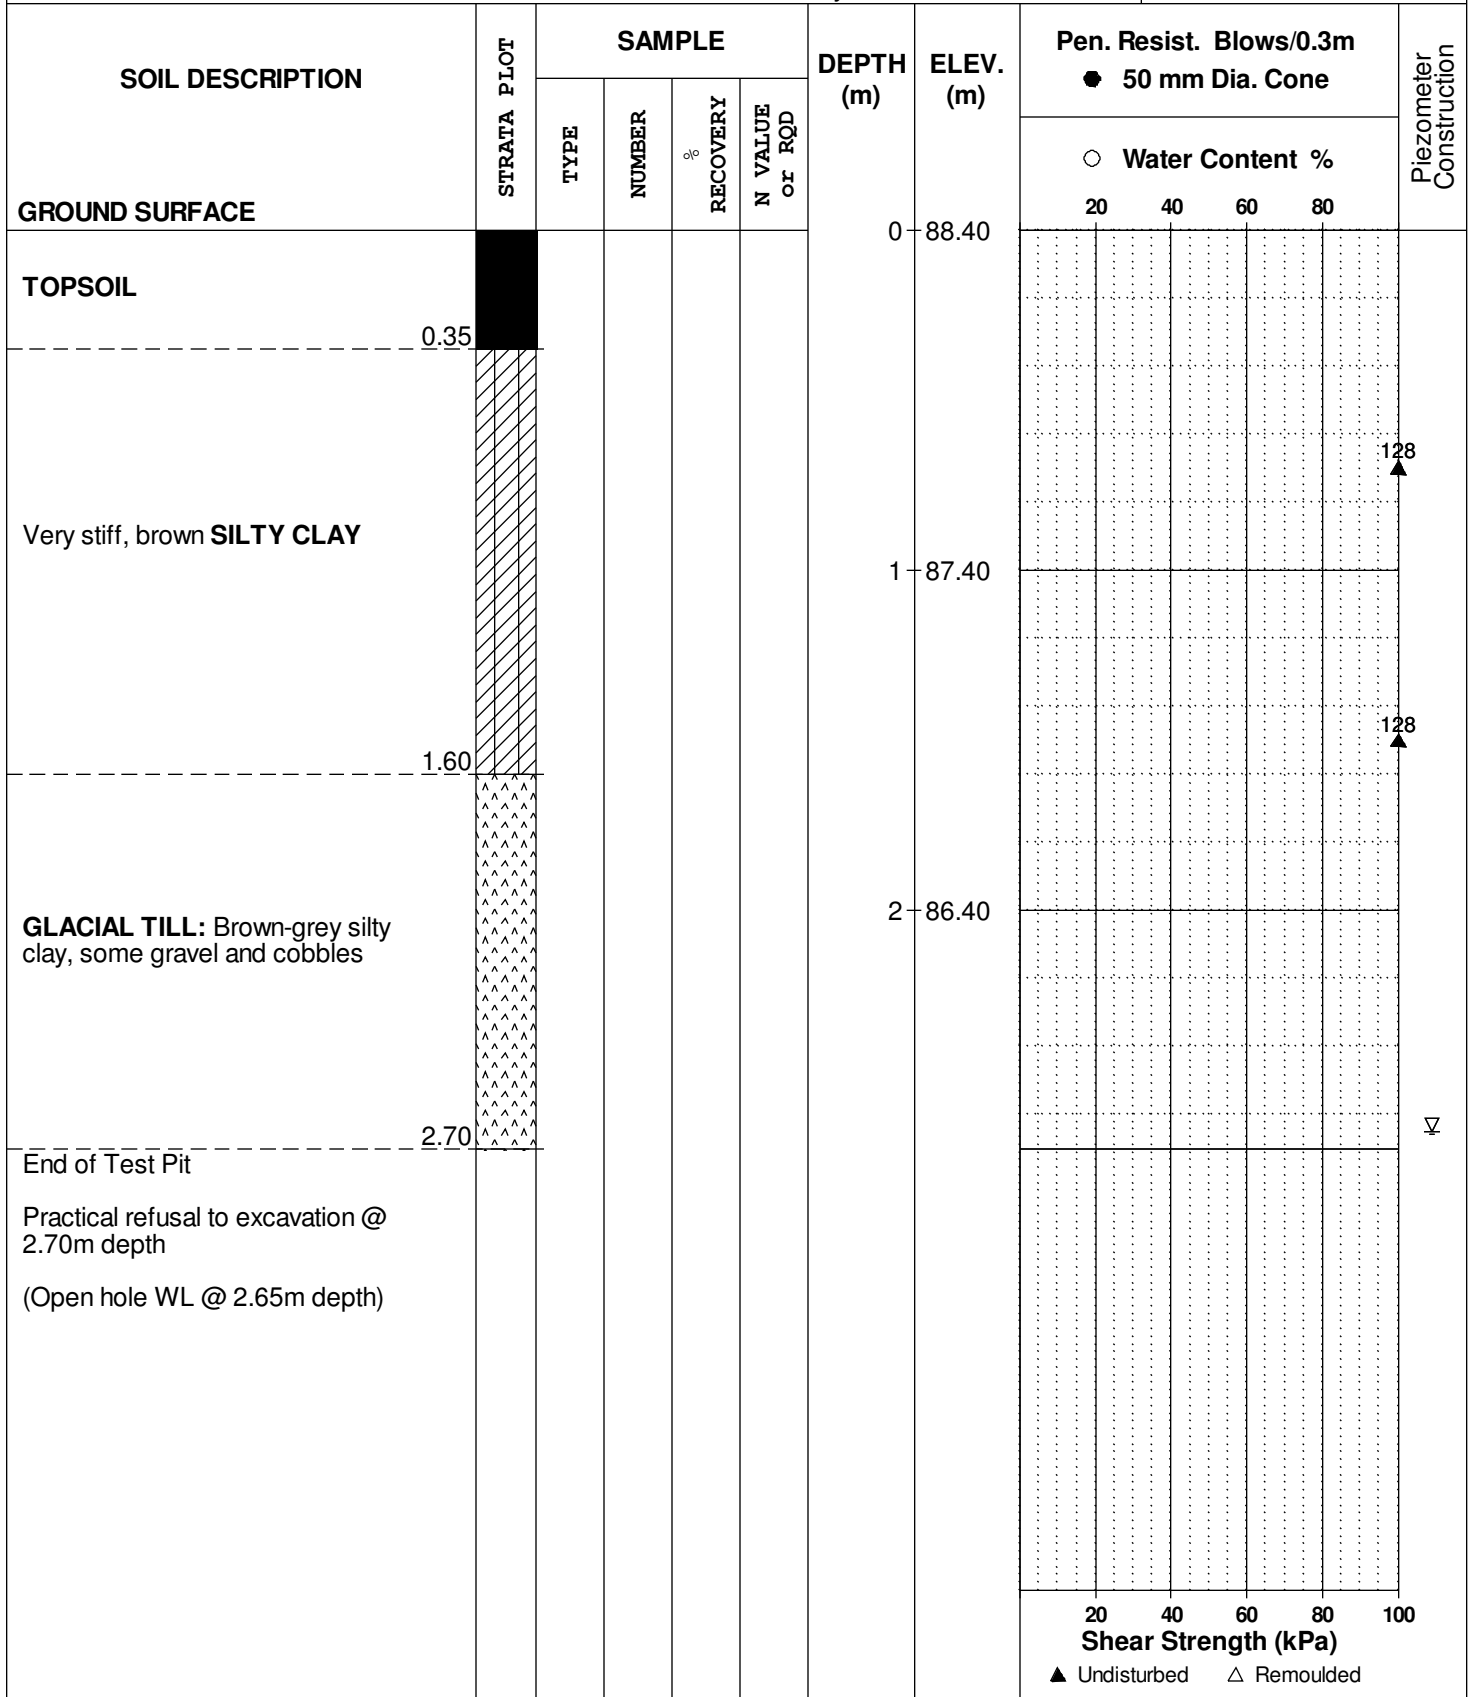 SOIL DESCRIPTION
GROUND SURFACE
STRATA PLOT
SAMPLE
TYPE
NUMBER
%
RECOVERY
N VALUE
or RQD
DEPTH
(m)
ELEV.
(m)
Pen. Resist. Blows/0.3m
● 50 mm Dia. Cone
○ Water Content %
20 40 60 80
Piezometer
Construction
0 88.40
TOPSOIL
0.35
128
Very stiff, brown SILTY CLAY
1 87.40
128
1.60
2 86.40
GLACIAL TILL: Brown-grey silty
clay, some gravel and cobbles
2.70
End of Test Pit
Practical refusal to excavation @
2.70m depth
(Open hole WL @ 2.65m depth)
20 40 60 80 100
Shear Strength (kPa)
▲ Undisturbed △ Remoulded